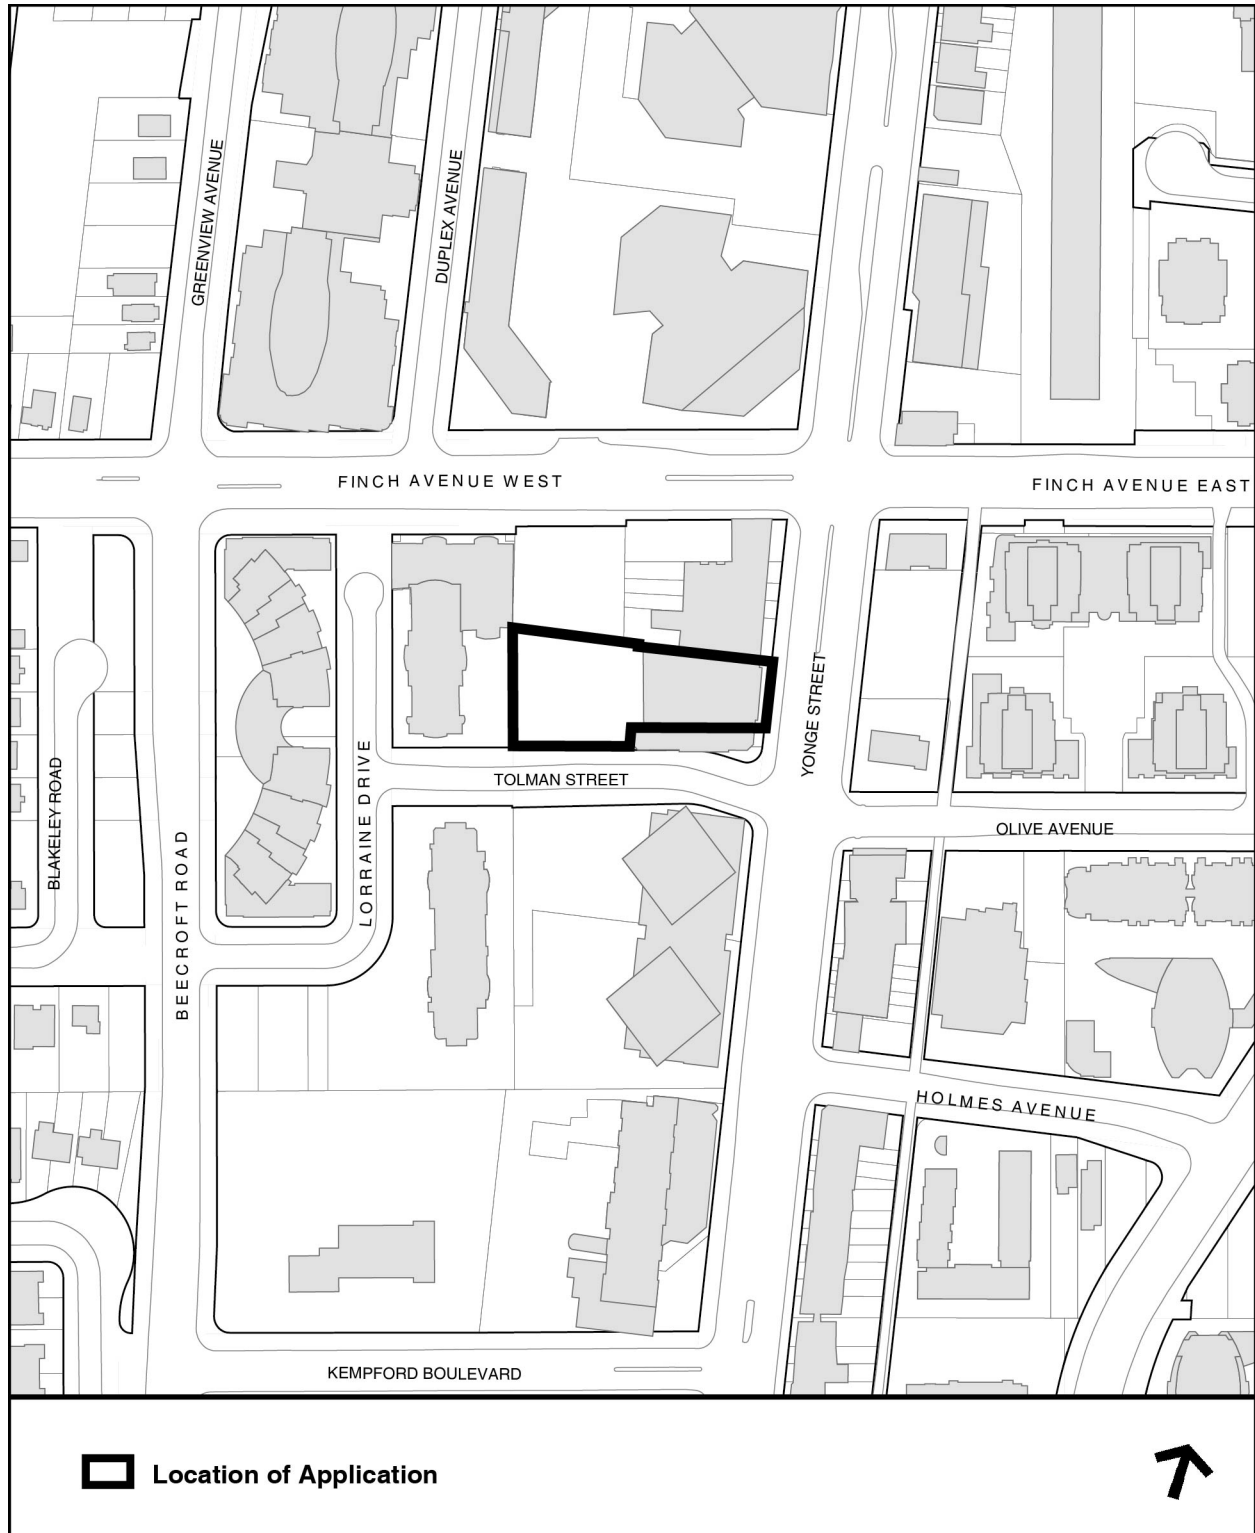 GREENVIEW AVENUE
DUPLEX AVENUE
FINCH AVENUE WEST
FINCH AVENUE EAST
YONGE STREET
TOLMAN STREET
LORRAINE DRIVE
BLAKELEY ROAD
BEECROFT ROAD
OLIVE AVENUE
HOLMES AVENUE
KEMPFORD BOULEVARD
Location of Application